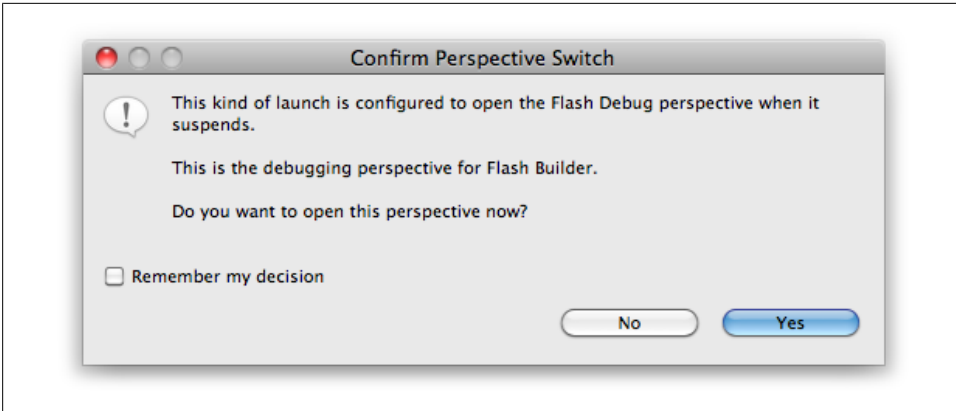 Confirm Perspective Switch
This kind of launch is configured to open the Flash Debug perspective when it
suspends.
This is the debugging perspective for Flash Builder.
Do you want to open this perspective now?
Remember my decision
No
Yes